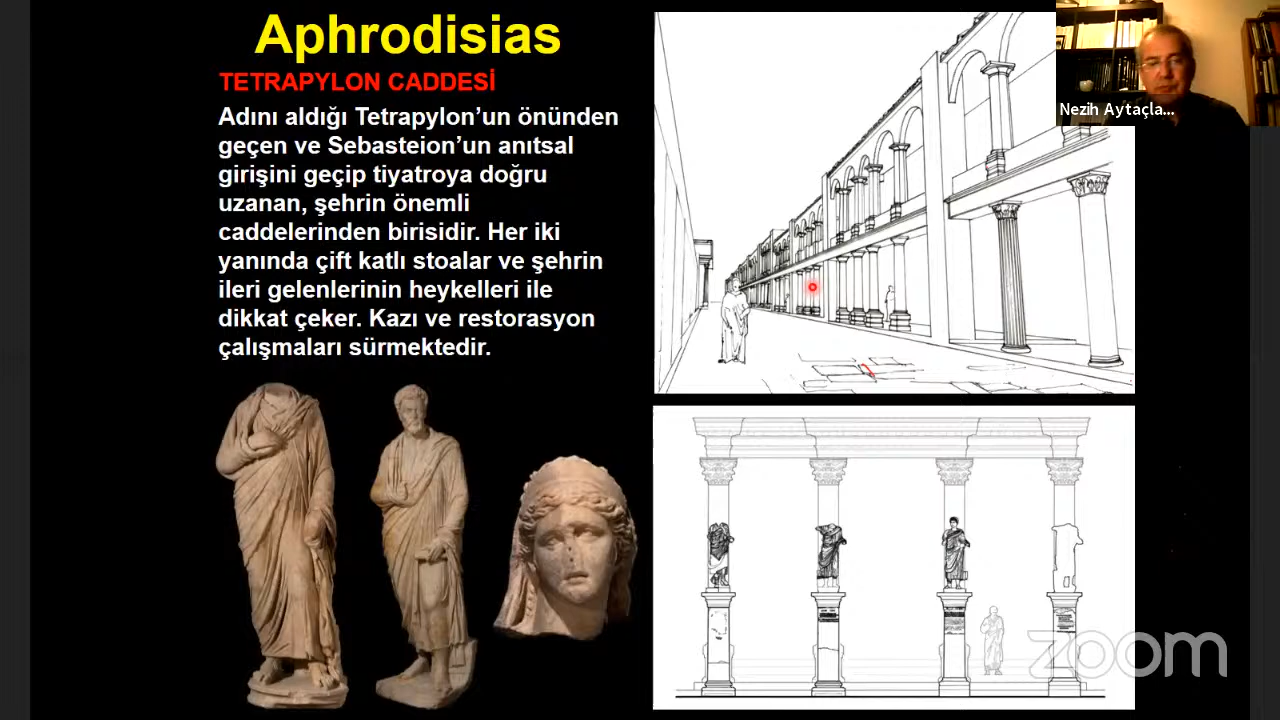 Aphrodisias
TETRAPYLON CADDESİ
Adını aldığı Tetrapylon’un önünden
geçen ve Sebasteion’un anıtsal
girişini geçip tiyatroya doğru
uzanan, şehrin önemli
caddelerinden birisidir. Her iki
yanında çift katlı stoalar ve şehrin
ileri gelenlerinin heykelleri ile
dikkat çeker. Kazı ve restorasyon
çalışmaları sürmektedir.
Nezih Aytaçla...
zoom